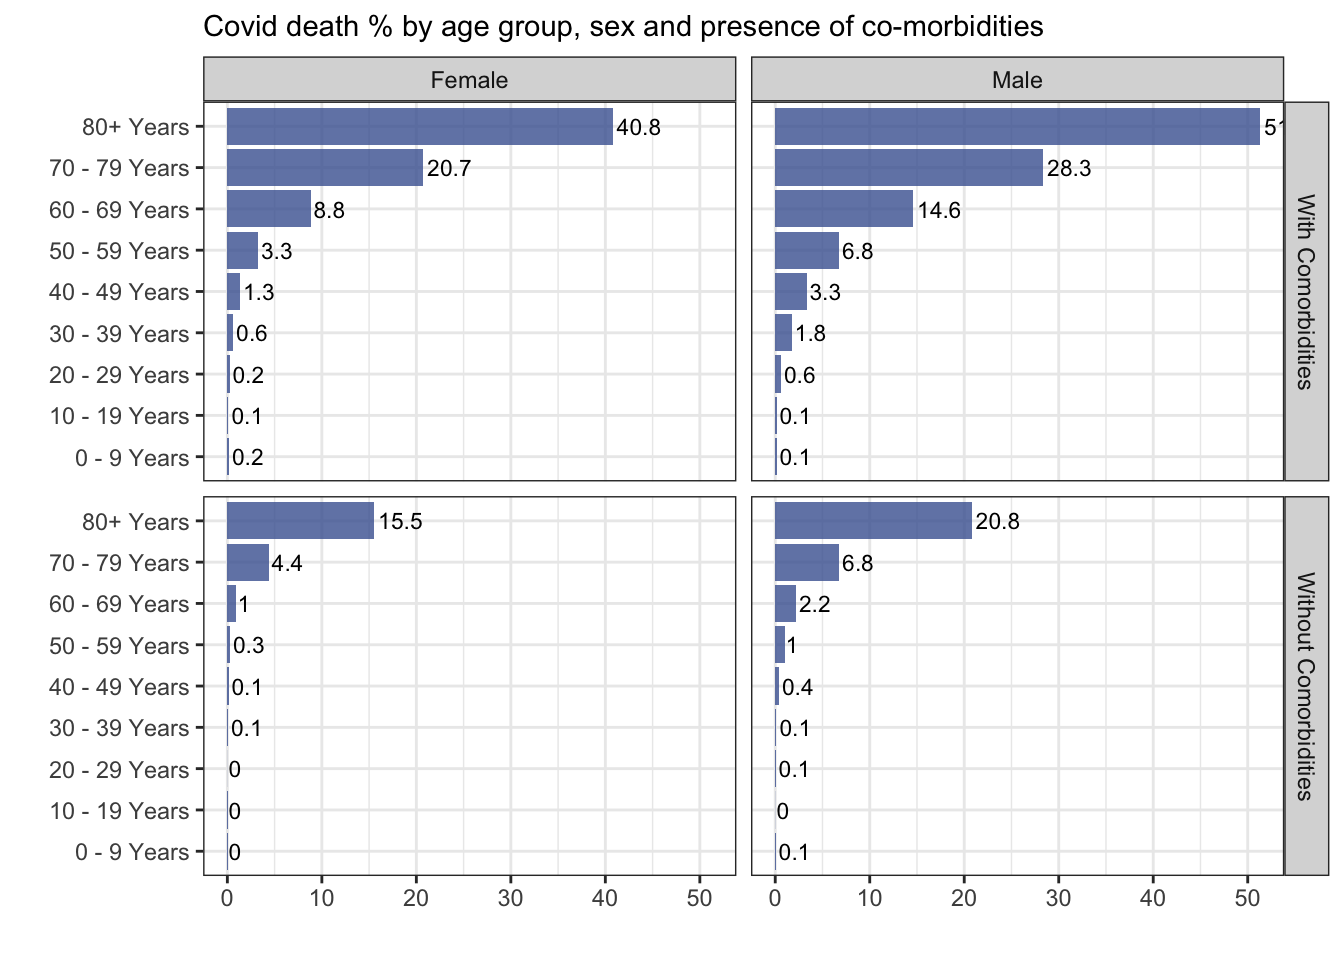 Covid death % by age group, sex and presence of co-morbidities
Female
Male
80+ Years
40.8
70 - 79 Years
20.7
28.3
60 - 69 Years
8.8
14.6
50 - 59 Years
3.3
6.8
40 - 49 Years
1.3
3.3
30 - 39 Years
0.6
1.8
20 - 29 Years
0.2
0.6
10 - 19 Years
0.1
0.1
0 - 9 Years
0.2
0.1
With Comorbidities
80+ Years
15.5
20.8
70 - 79 Years
4.4
6.8
60 - 69 Years
1
2.2
50 - 59 Years
0.3
1
40 - 49 Years
0.1
0.4
30 - 39 Years
0.1
0.1
20 - 29 Years
0
0.1
10 - 19 Years
0
0
0 - 9 Years
0
0.1
Without Comorbidities
0 10 20 30 40 50
0 10 20 30 40 50